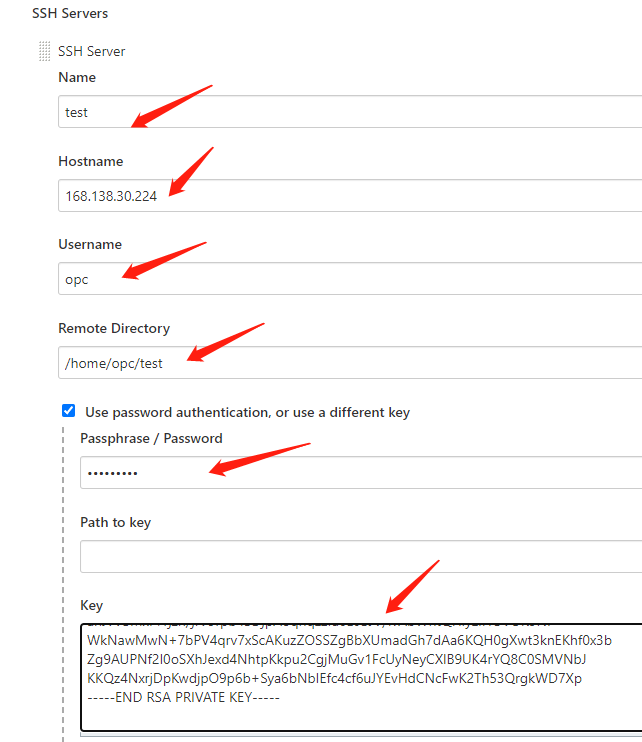 SSH Servers
SSH Server
Name
test
Hostname
168.138.30.224
Username
opc
Remote Directory
/home/opc/test
Use password authentication, or use a different key
Passphrase / Password
•••••••••
Path to key
Key
WkNawMwN+7bPV4qrv7xScAKuzZOSSZgBbXUmadGh7dAa6KQH0gXwt3knEKhf0x3b
Zg9AUPNf2I0oSXhJexd4NhtpKkpu2CgjMuGv1FcUyNeyCXIB9UK4rYQ8C0SMVNbJ
KKQz4NxrjDpKwdjpO9p6b+Sya6bNbIEfc4cf6uJYEvHdCNcFwK2Th53QrgkWD7Xp
-----END RSA PRIVATE KEY-----